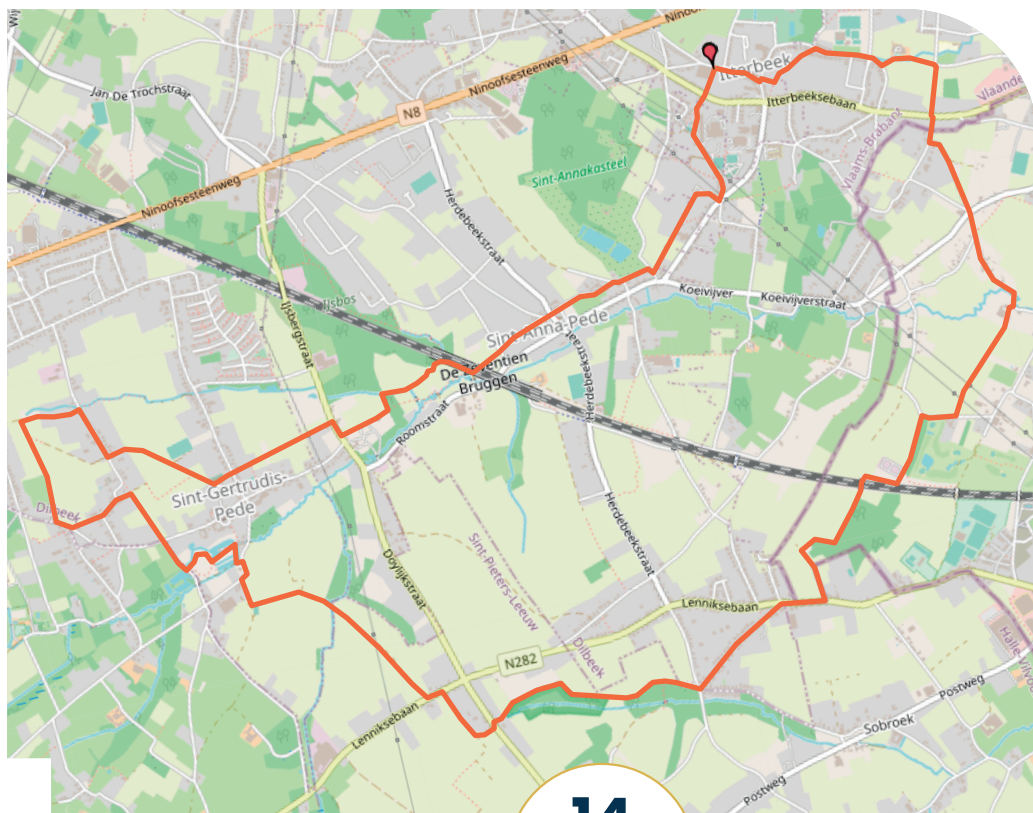 Ninoofsesteenweg
Itterbeek
Jan De Trochstraat
N8
Itterbeeksebaan
Vlaams-Brabant
Sint-Annakasteel
Ninoofsesteenweg
Herdebeekstraat
IJsbos
IJsbergstraat
Koeivijver
Koeivijverstraat
Sint-Anna-Pede
De Zeventien
Bruggen
Herdebeekstraat
Roomstraat
Sint-Gertrudis-
Pede
Dilbeek
Herdebeekstraat
Sint-Pieters-Leeuw
Dilbeek
Lenniksebaan
N282
Lenniksebaan
Postweg
Sobroek
Postweg
14